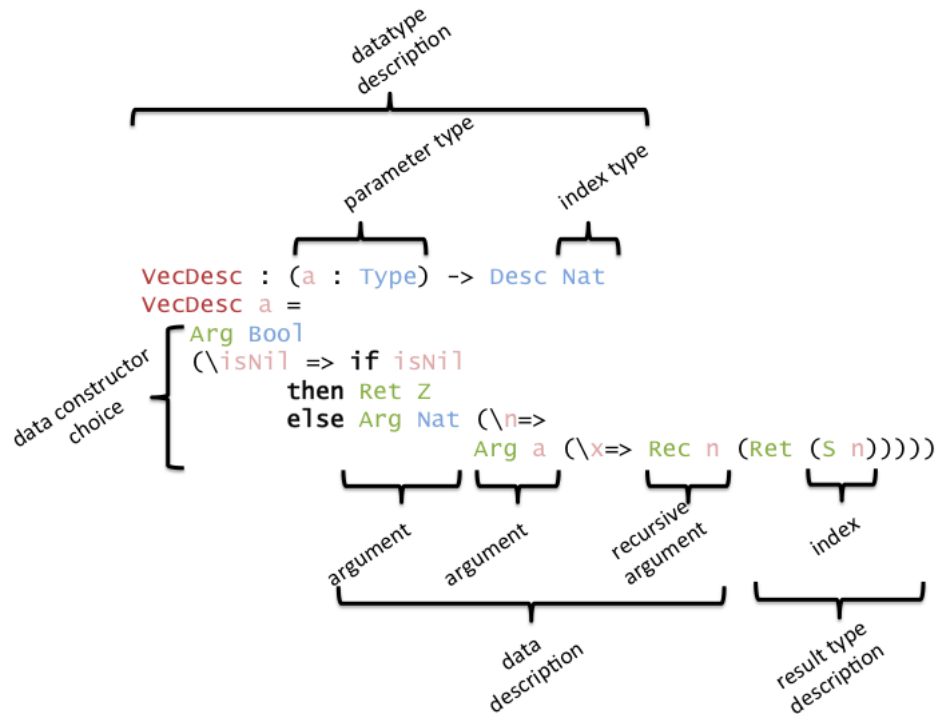 datatype
description
parameter type
index type
VecDesc : (a : Type) -> Desc Nat
VecDesc a =
data constructor
choice
Arg Bool
(\isNil => if isNil
then Ret Z
else Arg Nat (\n=>
Arg a (\x=> Rec n (Ret (S n)))))
argument
argument
recursive
argument
index
data
description
result type
description